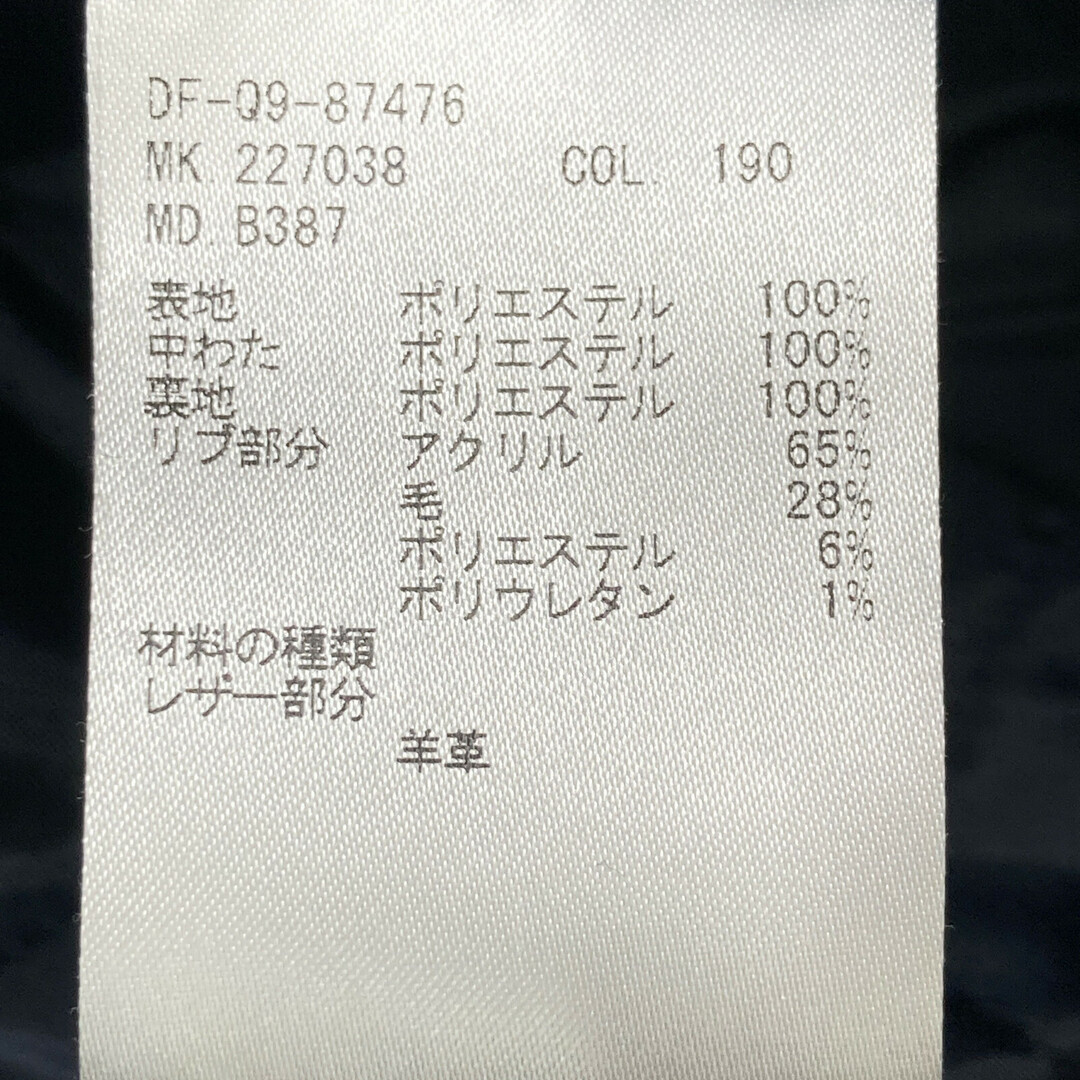 DF-Q9-87476
MK. 227038 COL. 190
MD. B387
表地 ポリエステル 100%
中わた ポリエステル 100%
裏地 ポリエステル 100%
リブ部分 アクリル 65%
毛 28%
ポリエステル 6%
ポリウレタン 1%
材料の種類
レザー部分
羊革